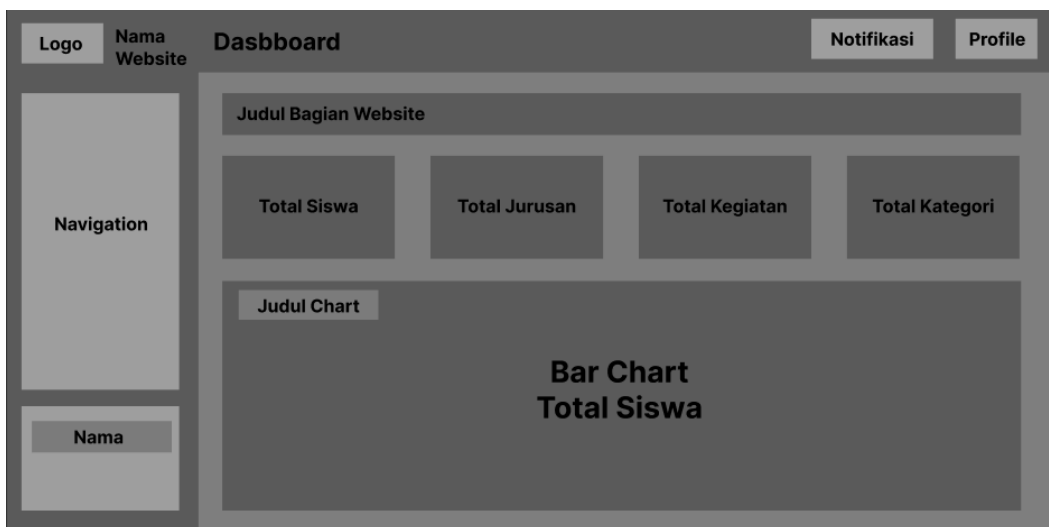 Logo
Nama
Website
Dasbboard
Notifikasi
Profile
Navigation
Nama
Judul Bagian Website
Total Siswa
Total Jurusan
Total Kegiatan
Total Kategori
Judul Chart
Bar Chart
Total Siswa